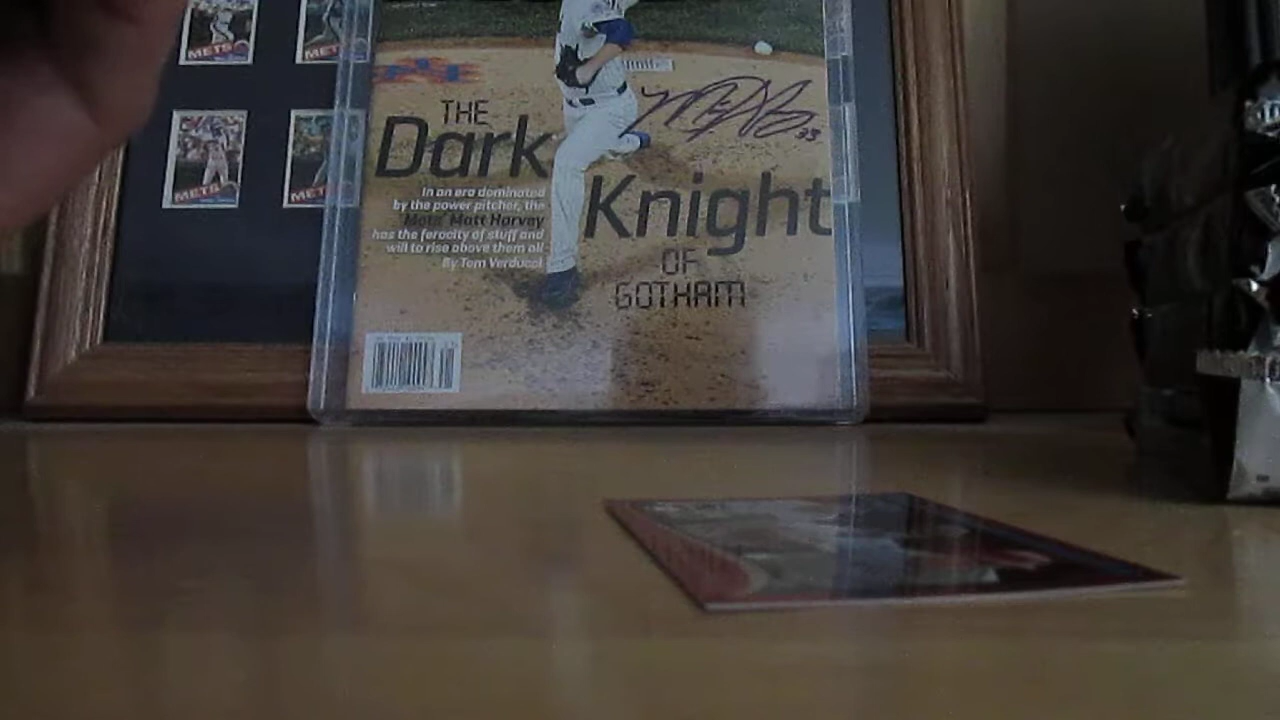 METS
METS
METS
METS
THE
Dark
Knight
OF
GOTHAM
In an era dominated
by the power pitcher, the
Mets' Matt Harvey
has the ferocity of stuff and
will to rise above them all
By Tom Verducci
33